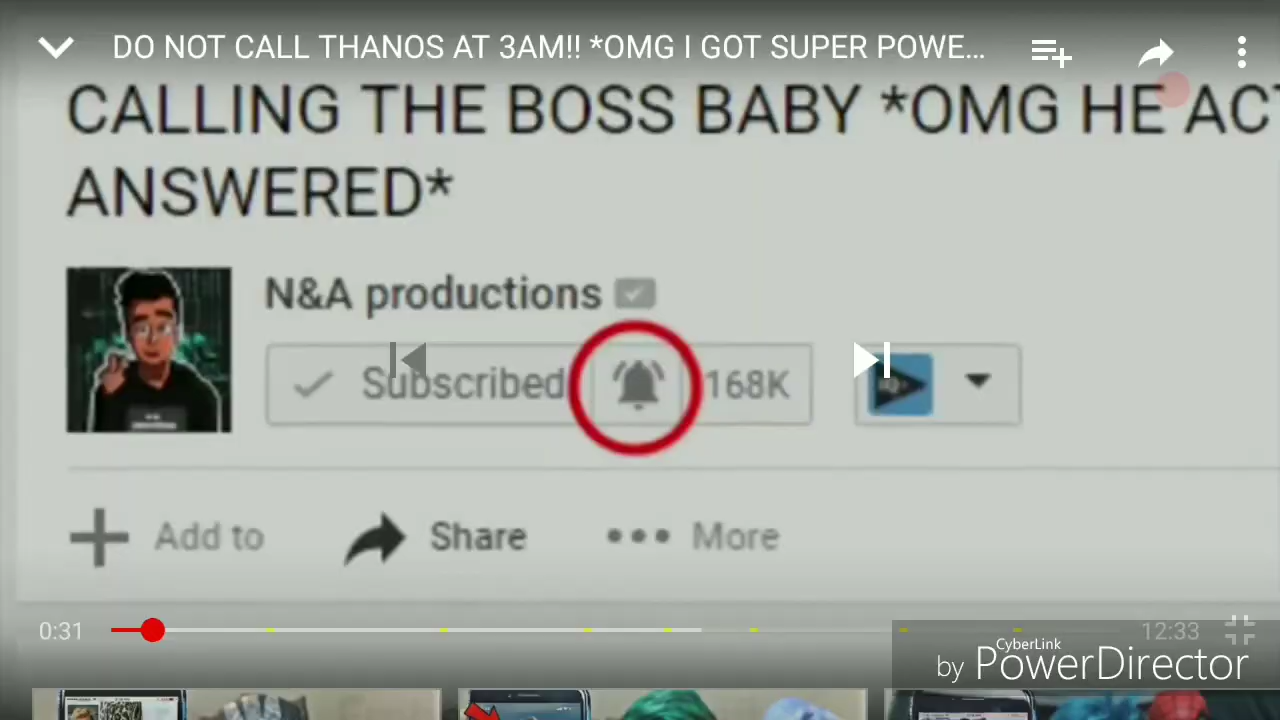 DO NOT CALL THANOS AT 3AM!! *OMG I GOT SUPER POWE...
CALLING THE BOSS BABY *OMG HE AC
ANSWERED*
N&A productions
Subscribed 168K
Add to Share More
0:31 12:33
CyberLink
by PowerDirector